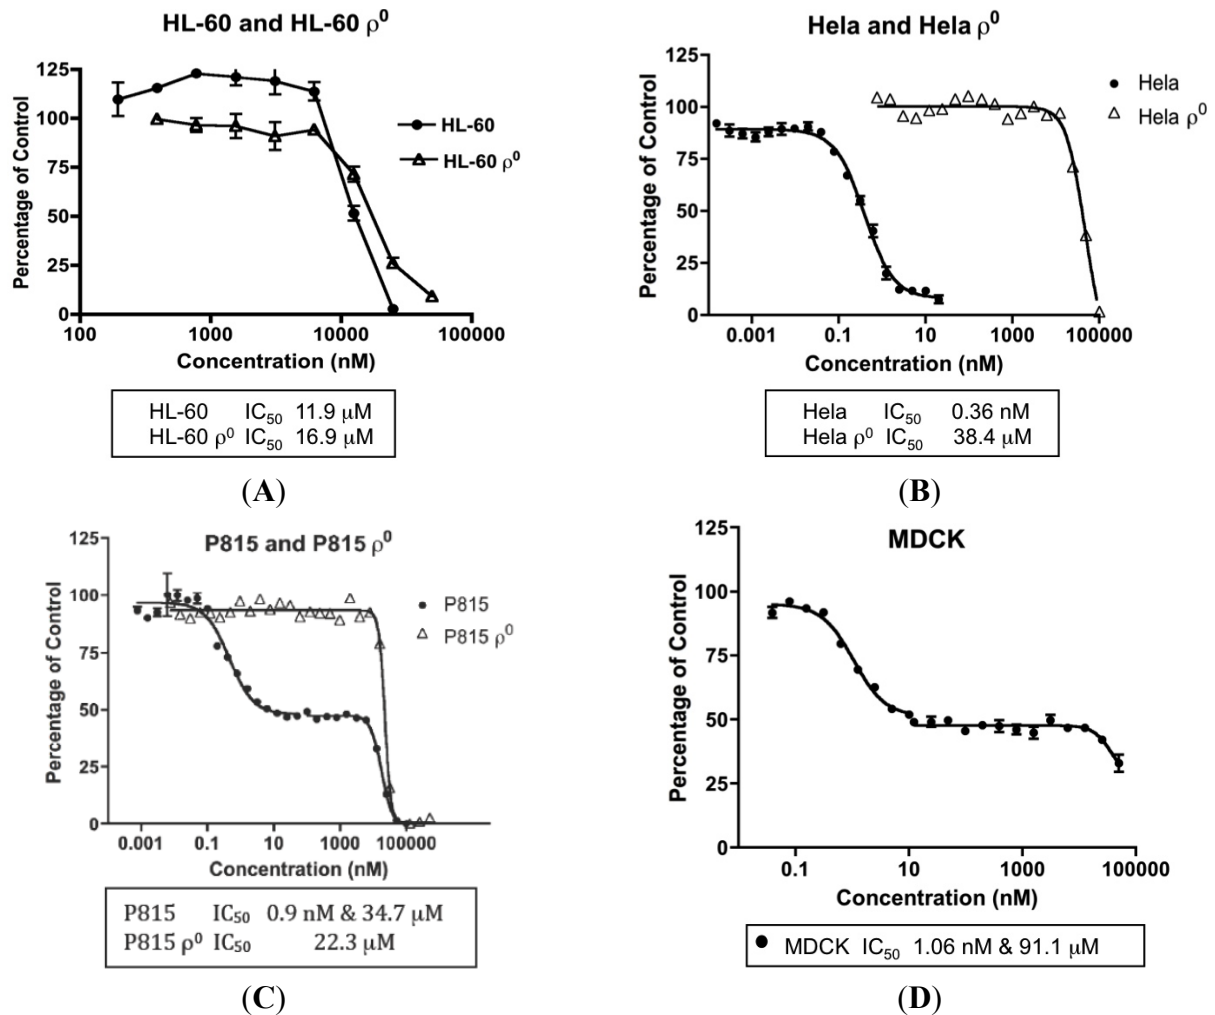 HL-60 and HL-60 ρ⁰
125
100
75
50
25
0
Percentage of Control
100
1000
10000
100000
Concentration (nM)
HL-60
HL-60 ρ⁰
HL-60 IC₅₀ 11.9 μM
HL-60 ρ⁰ IC₅₀ 16.9 μM
(A)
Hela and Hela ρ⁰
125
100
75
50
25
0
Percentage of Control
0.001
0.1
10
1000
100000
Concentration (nM)
Hela
Hela ρ⁰
Hela IC₅₀ 0.36 nM
Hela ρ⁰ IC₅₀ 38.4 μM
(B)
P815 and P815 ρ⁰
125
100
75
50
25
0
Percentage of Control
0.001
0.1
10
1000
100000
Concentration (nM)
P815
P815 ρ⁰
P815 IC₅₀ 0.9 nM & 34.7 μM
P815 ρ⁰ IC₅₀ 22.3 μM
(C)
MDCK
125
100
75
50
25
0
Percentage of Control
0.1
10
1000
100000
Concentration (nM)
MDCK IC₅₀ 1.06 nM & 91.1 μM
(D)